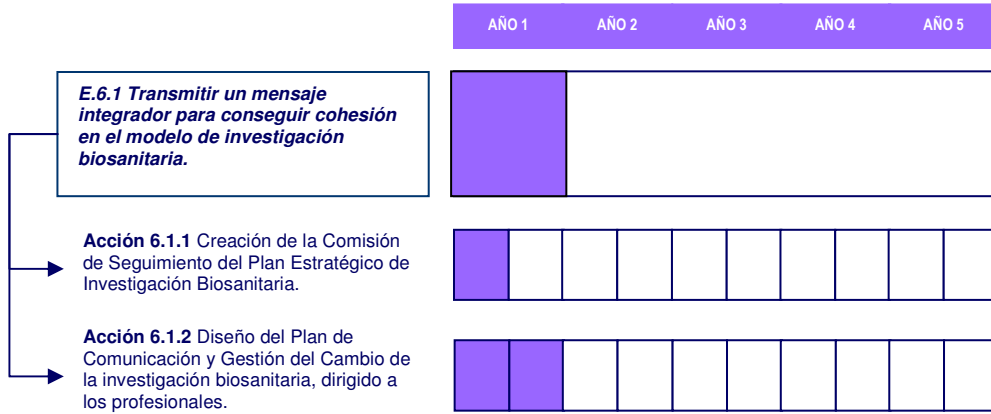 AÑO 1 AÑO 2 AÑO 3 AÑO 4 AÑO 5
E.6.1 Transmitir un mensaje
integrador para conseguir cohesión
en el modelo de investigación
biosanitaria.
Acción 6.1.1 Creación de la Comisión
de Seguimiento del Plan Estratégico de
Investigación Biosanitaria.
Acción 6.1.2 Diseño del Plan de
Comunicación y Gestión del Cambio de
la investigación biosanitaria, dirigido a
los profesionales.